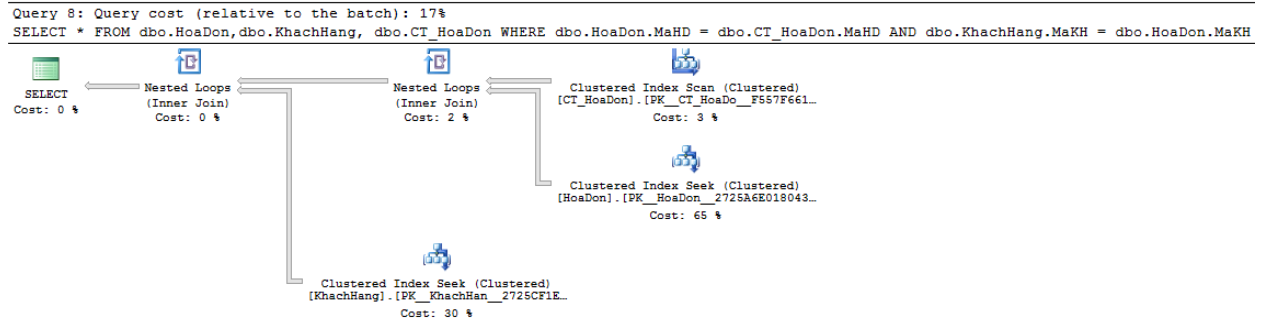 Query 8: Query cost (relative to the batch): 17%
SELECT * FROM dbo.HoaDon,dbo.KhachHang, dbo.CT_HoaDon WHERE dbo.HoaDon.MaHD = dbo.CT_HoaDon.MaHD AND dbo.KhachHang.MaKH = dbo.HoaDon.MaKH
SELECT
Cost: 0 %
Nested Loops
(Inner Join)
Cost: 0 %
Nested Loops
(Inner Join)
Cost: 2 %
Clustered Index Scan (Clustered)
[CT_HoaDon].[PK__CT_HoaDo__F557F661…
Cost: 3 %
Clustered Index Seek (Clustered)
[HoaDon].[PK__HoaDon__2725A6E018043…
Cost: 65 %
Clustered Index Seek (Clustered)
[KhachHang].[PK__KhachHan__2725CF1E…
Cost: 30 %